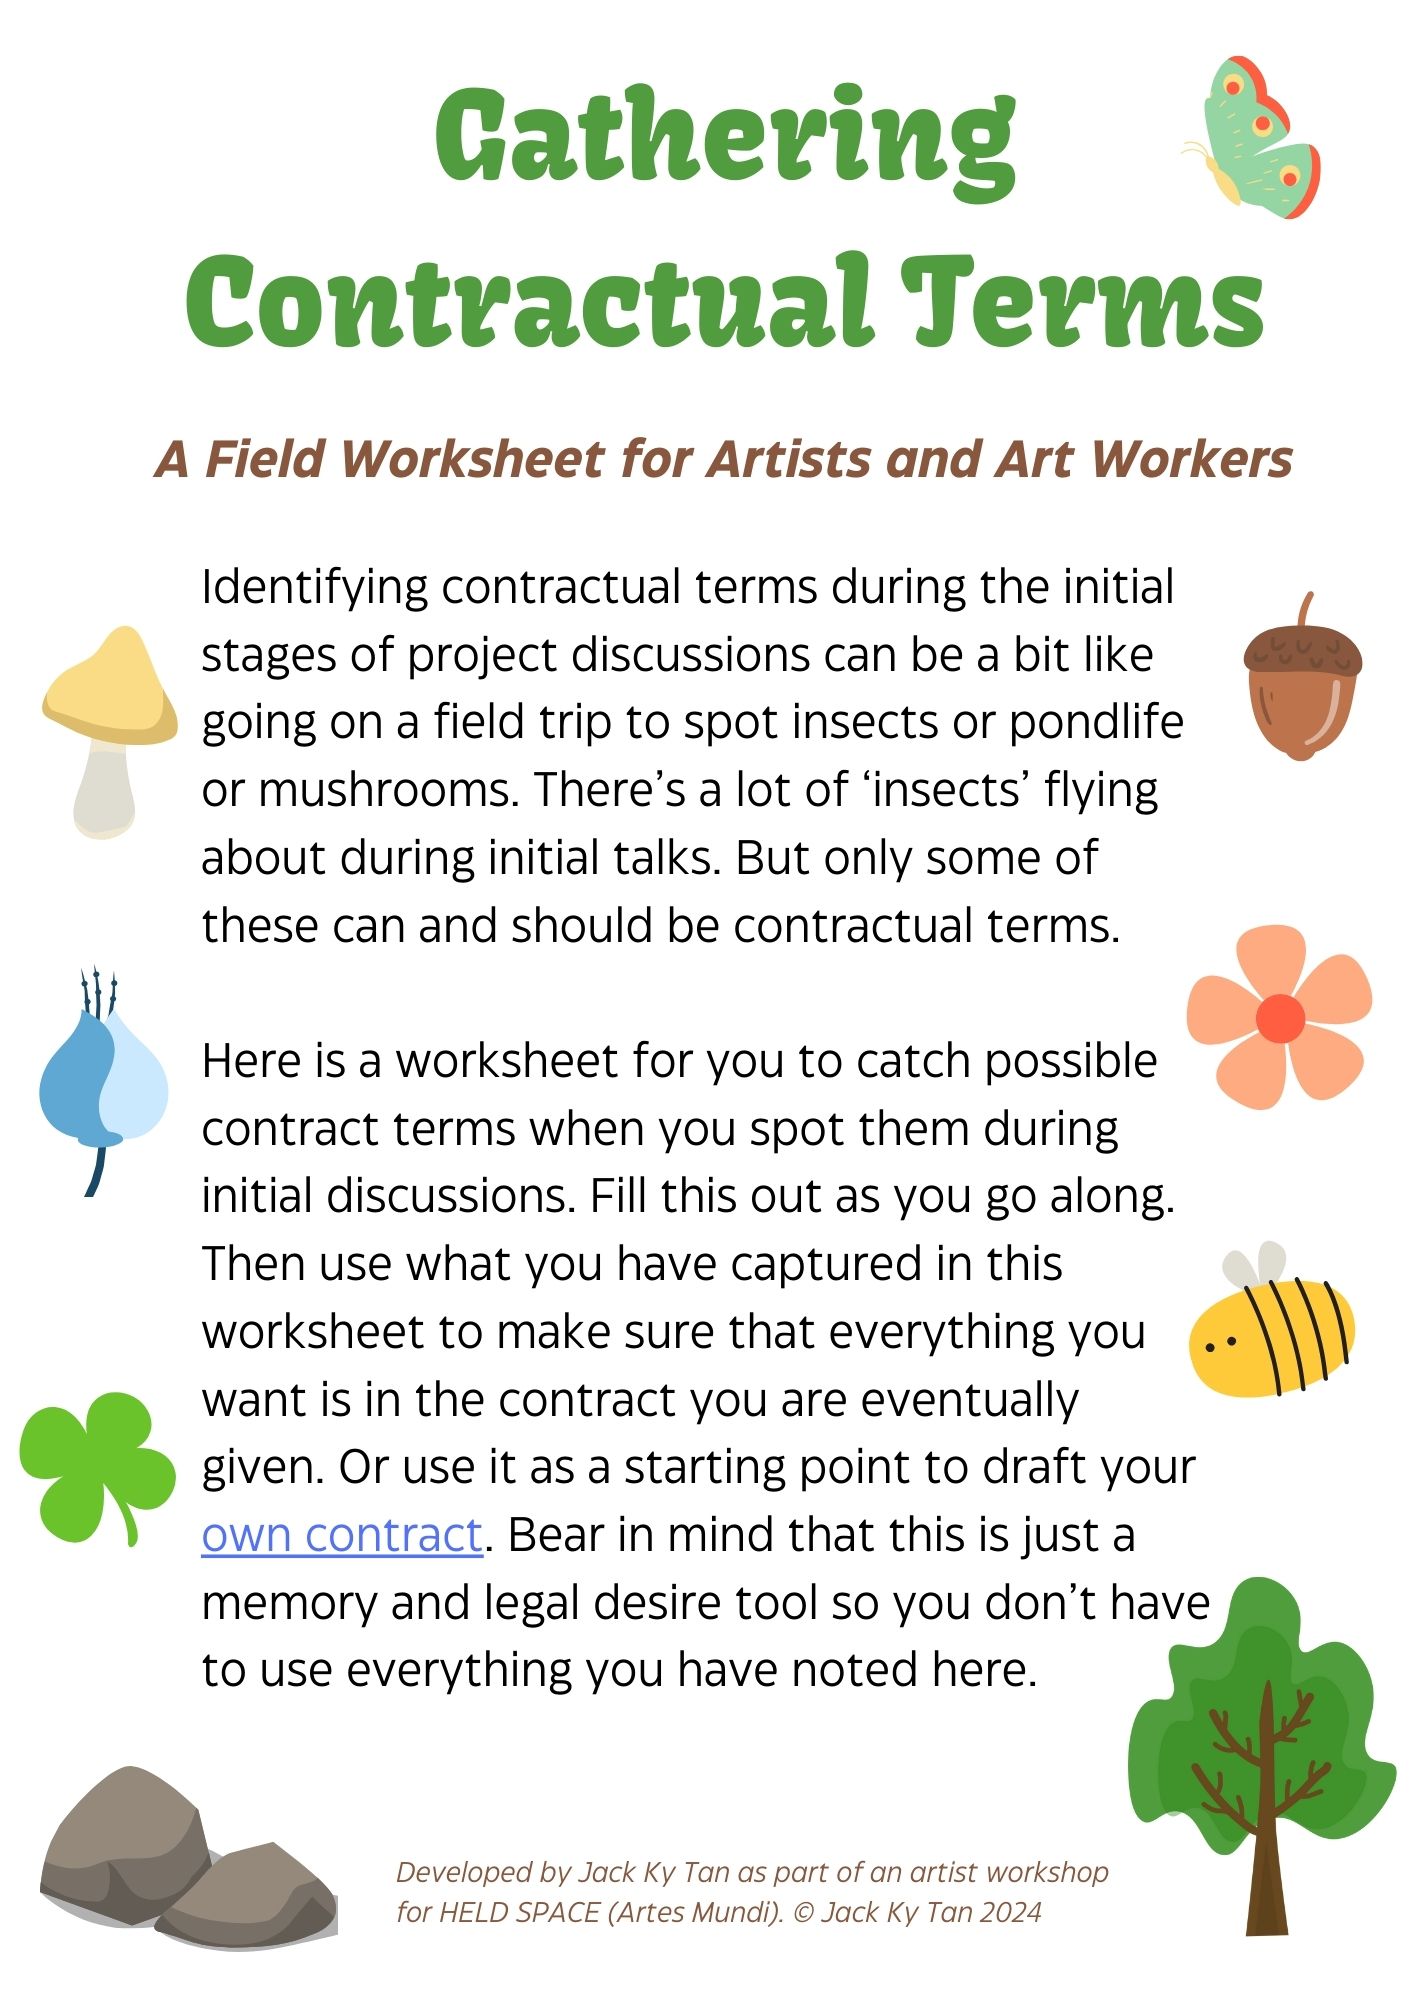 Gathering
Contractual Terms
A Field Worksheet for Artists and Art Workers
Identifying contractual terms during the initial
stages of project discussions can be a bit like
going on a field trip to spot insects or pondlife
or mushrooms. There’s a lot of ‘insects’ flying
about during initial talks. But only some of
these can and should be contractual terms.
Here is a worksheet for you to catch possible
contract terms when you spot them during
initial discussions. Fill this out as you go along.
Then use what you have captured in this
worksheet to make sure that everything you
want is in the contract you are eventually
given. Or use it as a starting point to draft your
own contract. Bear in mind that this is just a
memory and legal desire tool so you don’t have
to use everything you have noted here.
Developed by Jack Ky Tan as part of an artist workshop
for HELD SPACE (Artes Mundi). © Jack Ky Tan 2024